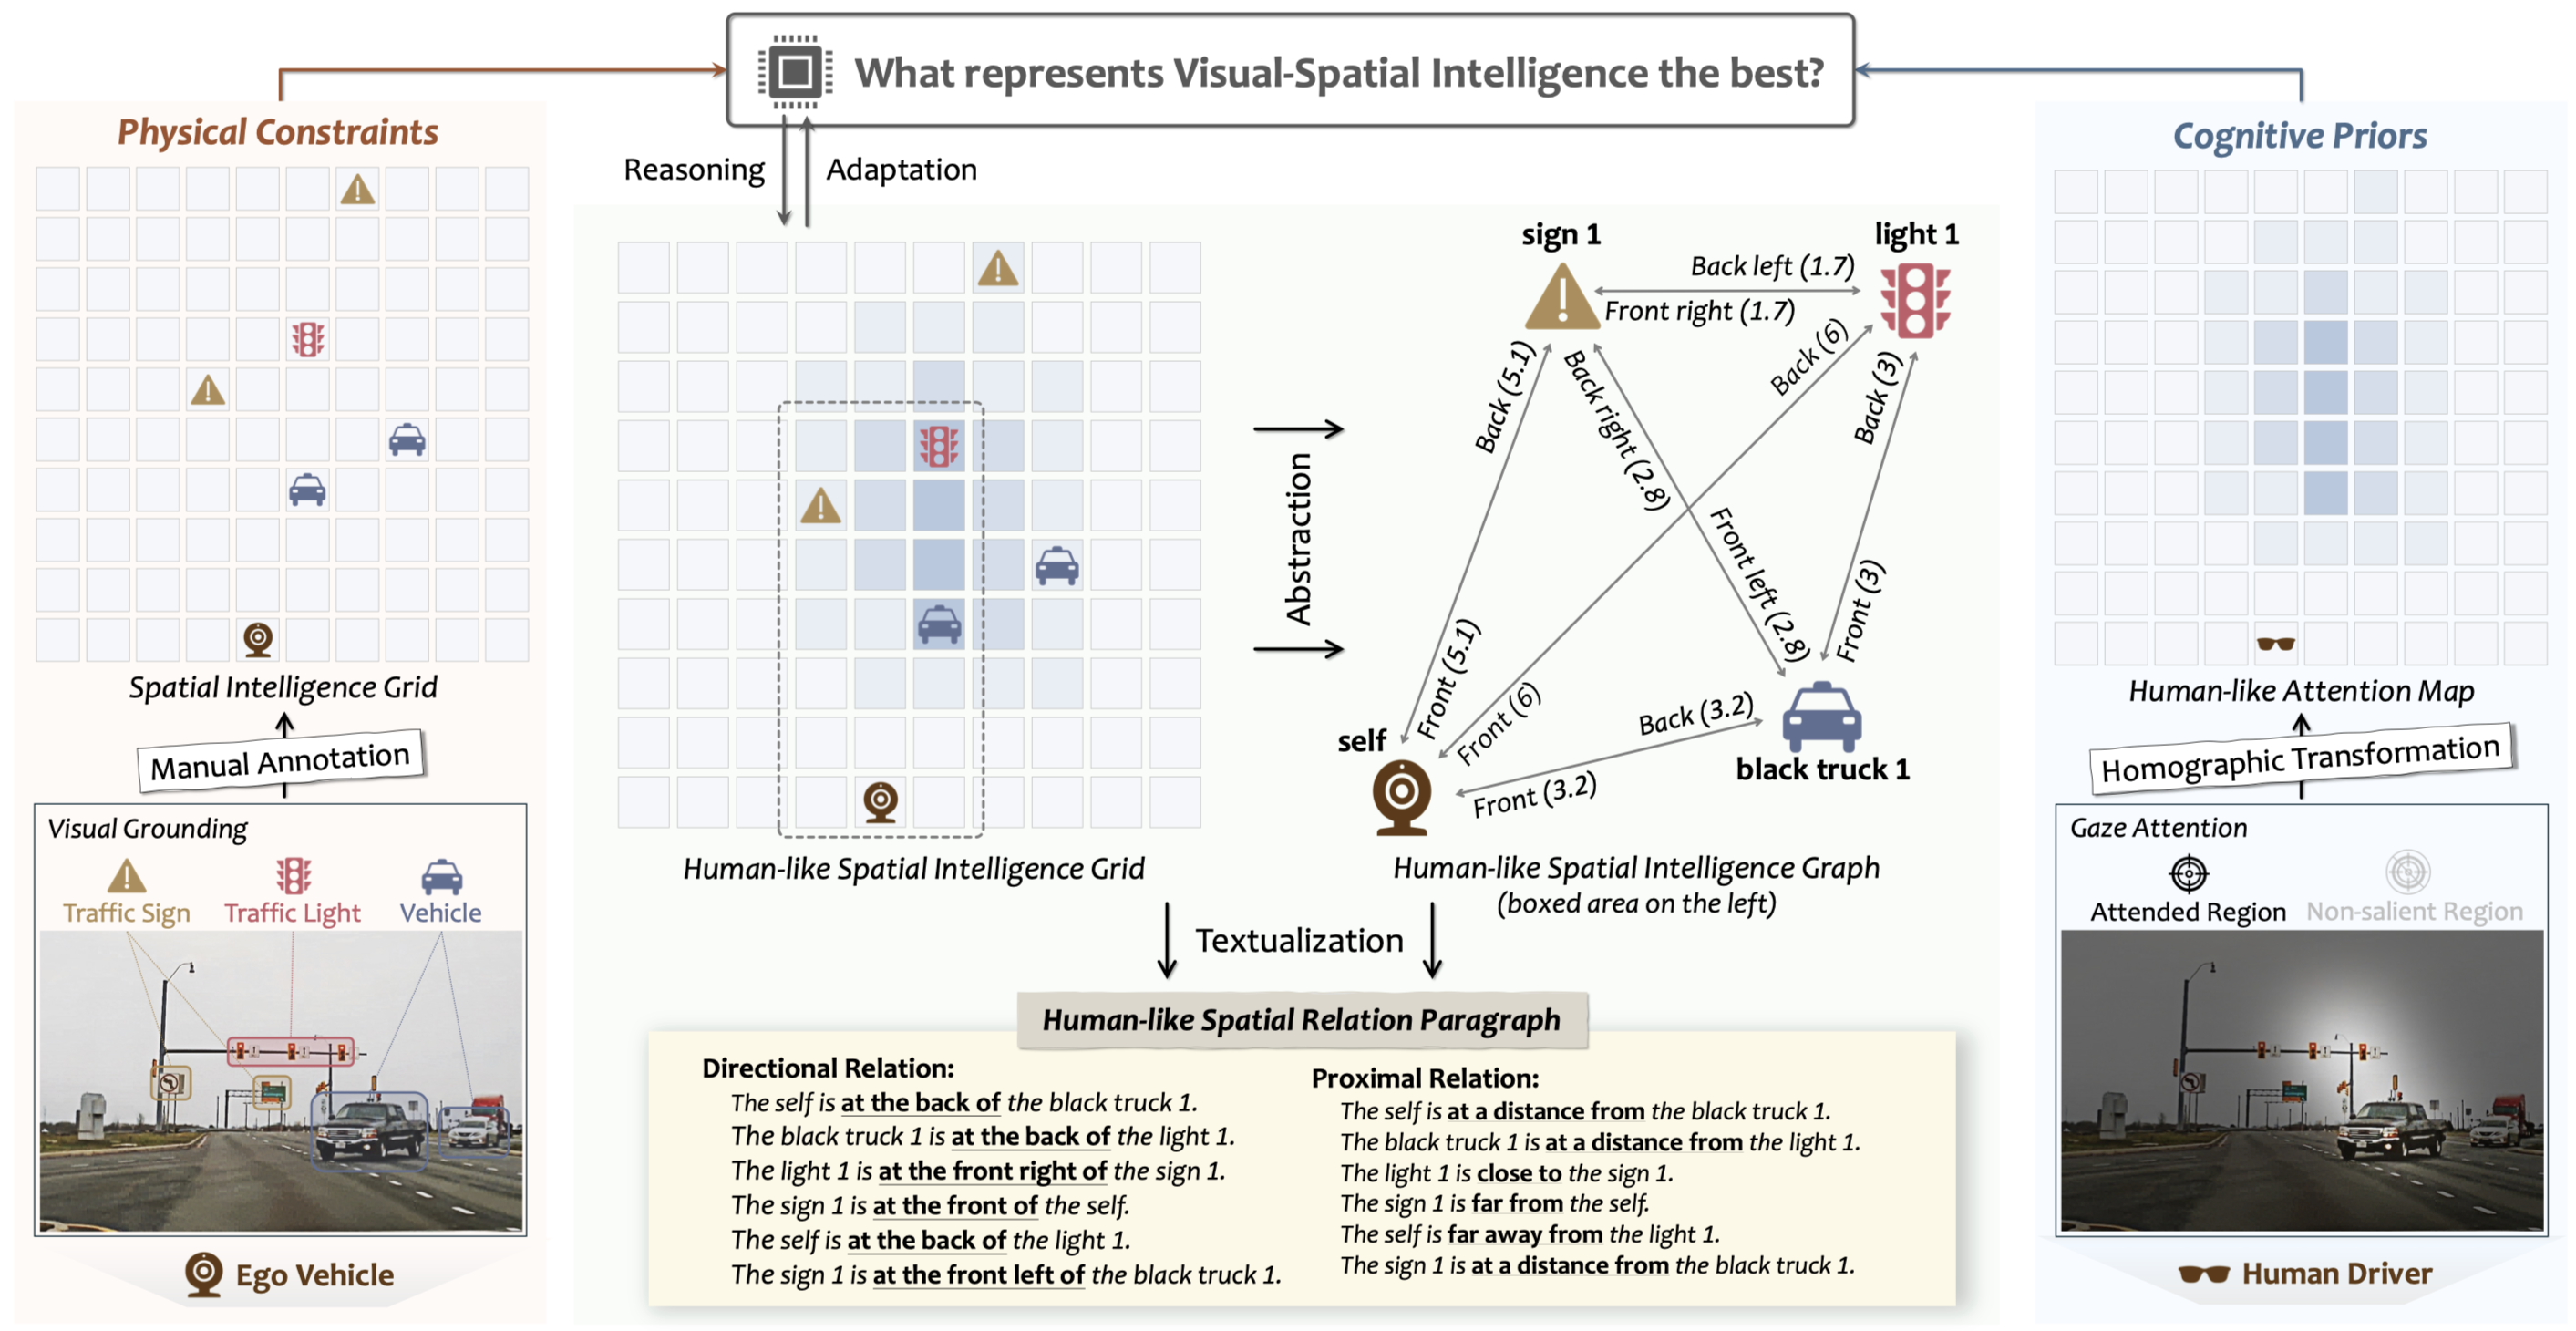 What represents Visual-Spatial Intelligence the best?
Physical Constraints
Spatial Intelligence Grid
Manual Annotation
Visual Grounding
Traffic Sign
Traffic Light
Vehicle
Ego Vehicle
Reasoning
Adaptation
Human-like Spatial Intelligence Grid
Abstraction
sign 1
light 1
Back left (1.7)
Front right (1.7)
Back (5.1)
Front (5.1)
Back right (2.8)
Front left (2.8)
Back (6)
Front (6)
Back (3)
Front (3)
self
Back (3.2)
Front (3.2)
black truck 1
Human-like Spatial Intelligence Graph
(boxed area on the left)
Textualization
Human-like Spatial Relation Paragraph
Directional Relation:
The self is at the back of the black truck 1.
The black truck 1 is at the back of the light 1.
The light 1 is at the front right of the sign 1.
The sign 1 is at the front of the self.
The self is at the back of the light 1.
The sign 1 is at the front left of the black truck 1.
Proximal Relation:
The self is at a distance from the black truck 1.
The black truck 1 is at a distance from the light 1.
The light 1 is close to the sign 1.
The sign 1 is far from the self.
The self is far away from the light 1.
The sign 1 is at a distance from the black truck 1.
Cognitive Priors
Human-like Attention Map
Homographic Transformation
Gaze Attention
Attended Region
Non-salient Region
Human Driver